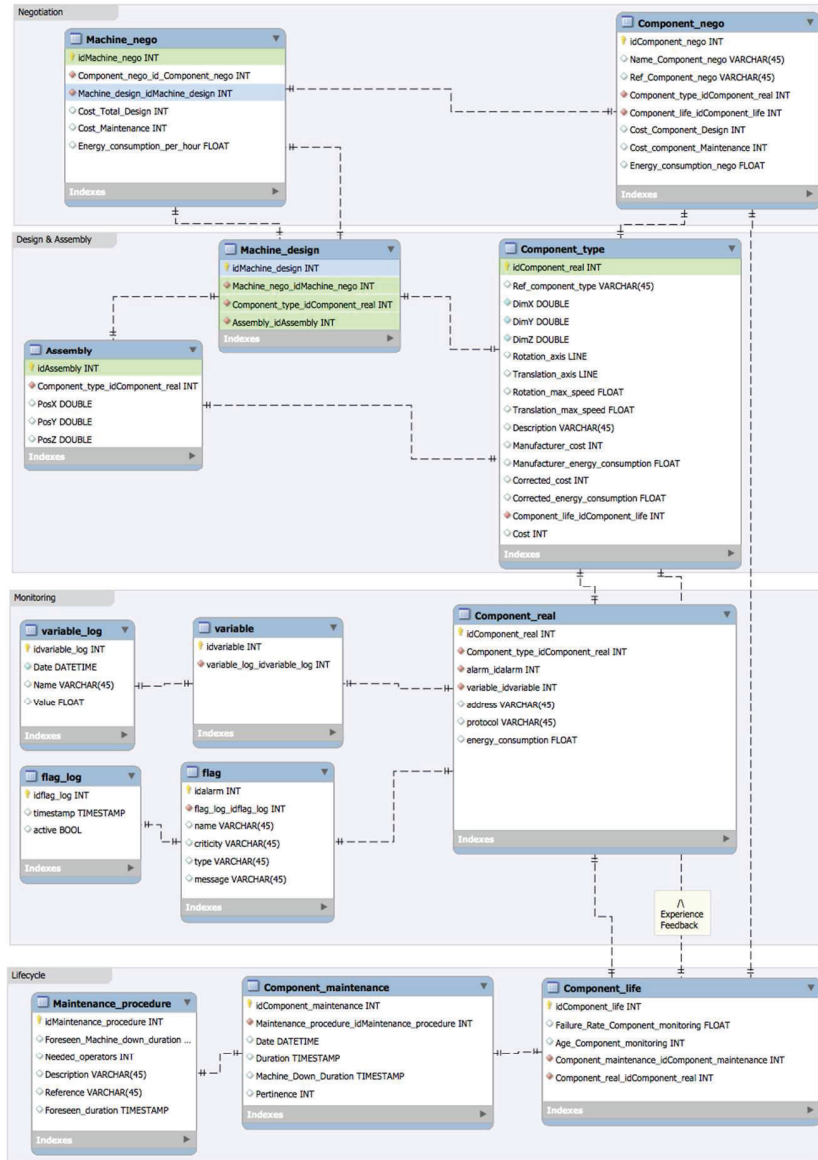 Negotiation
Machine_nego
idMachine_nego INT
Component_nego_id_Component_nego INT
Machine_design_idMachine_design INT
Cost_Total_Design INT
Cost_Maintenance INT
Energy_consumption_per_hour FLOAT
Indexes
Component_nego
idComponent_nego INT
Name_Component_nego VARCHAR(45)
Ref_Component_nego VARCHAR(45)
Component_type_idComponent_real INT
Component_life_idComponent_life INT
Cost_Component_Design INT
Cost_component_Maintenance INT
Energy_consumption_nego FLOAT
Indexes
Design & Assembly
Machine_design
idMachine_design INT
Machine_nego_idMachine_nego INT
Component_type_idComponent_real INT
Assembly_idAssembly INT
Indexes
Component_type
idComponent_real INT
Ref_component_type VARCHAR(45)
DimX DOUBLE
DimY DOUBLE
DimZ DOUBLE
Rotation_axis LINE
Translation_axis LINE
Rotation_max_speed FLOAT
Translation_max_speed FLOAT
Description VARCHAR(45)
Manufacturer_cost INT
Manufacturer_energy_consumption FLOAT
Corrected_cost INT
Corrected_energy_consumption FLOAT
Component_life_idComponent_life INT
Cost INT
Indexes
Assembly
idAssembly INT
Component_type_idComponent_real INT
PosX DOUBLE
PosY DOUBLE
PosZ DOUBLE
Indexes
Monitoring
variable_log
idvariable_log INT
Date DATETIME
Name VARCHAR(45)
Value FLOAT
Indexes
variable
idvariable INT
variable_log_idvariable_log INT
Indexes
Component_real
idComponent_real INT
Component_type_idComponent_real INT
alarm_idalarm INT
variable_idvariable INT
address VARCHAR(45)
protocol VARCHAR(45)
energy_consumption FLOAT
Indexes
flag_log
idflag_log INT
timestamp TIMESTAMP
active BOOL
Indexes
flag
idalarm INT
flag_log_idflag_log INT
name VARCHAR(45)
criticity VARCHAR(45)
type VARCHAR(45)
message VARCHAR(45)
Indexes
/\
Experience
Feedback
Lifecycle
Maintenance_procedure
idMaintenance_procedure INT
Foreseen_Machine_down_duration ...
Needed_operators INT
Description VARCHAR(45)
Reference VARCHAR(45)
Foreseen_duration TIMESTAMP
Indexes
Component_maintenance
idComponent_maintenance INT
Maintenance_procedure_idMaintenance_procedure INT
Date DATETIME
Duration TIMESTAMP
Machine_Down_Duration TIMESTAMP
Pertinence INT
Indexes
Component_life
idComponent_life INT
Failure_Rate_Component_monitoring FLOAT
Age_Component_monitoring INT
Component_maintenance_idComponent_maintenance INT
Component_real_idComponent_real INT
Indexes